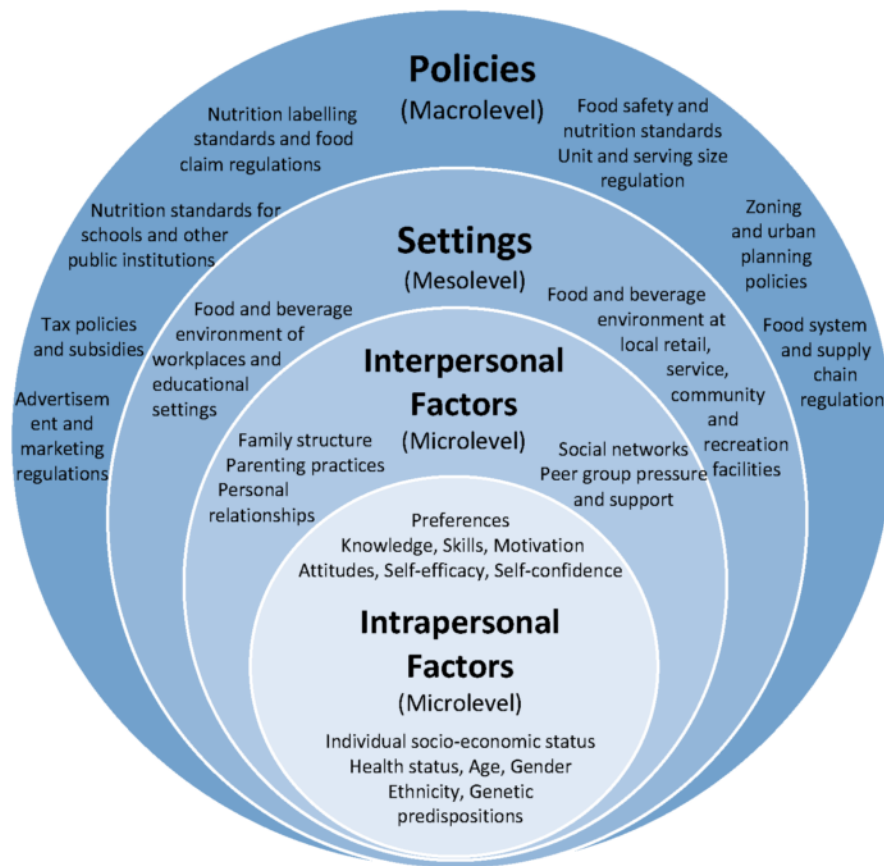 Policies
(Macrolevel)
Nutrition labelling
standards and food
claim regulations
Food safety and
nutrition standards
Unit and serving size
regulation
Nutrition standards for
schools and other
public institutions
Zoning
and urban
planning
policies
Tax policies
and subsidies
Food system
and supply
chain
regulation
Advertisem
ent and
marketing
regulations
Settings
(Mesolevel)
Food and beverage
environment of
workplaces and
educational
settings
Food and beverage
environment at
local retail,
service,
community
and
recreation
facilities
Interpersonal
Factors
(Microlevel)
Family structure
Parenting practices
Personal
relationships
Social networks
Peer group pressure
and support
Preferences
Knowledge, Skills, Motivation
Attitudes, Self-efficacy, Self-confidence
Intrapersonal
Factors
(Microlevel)
Individual socio-economic status
Health status, Age, Gender
Ethnicity, Genetic
predispositions